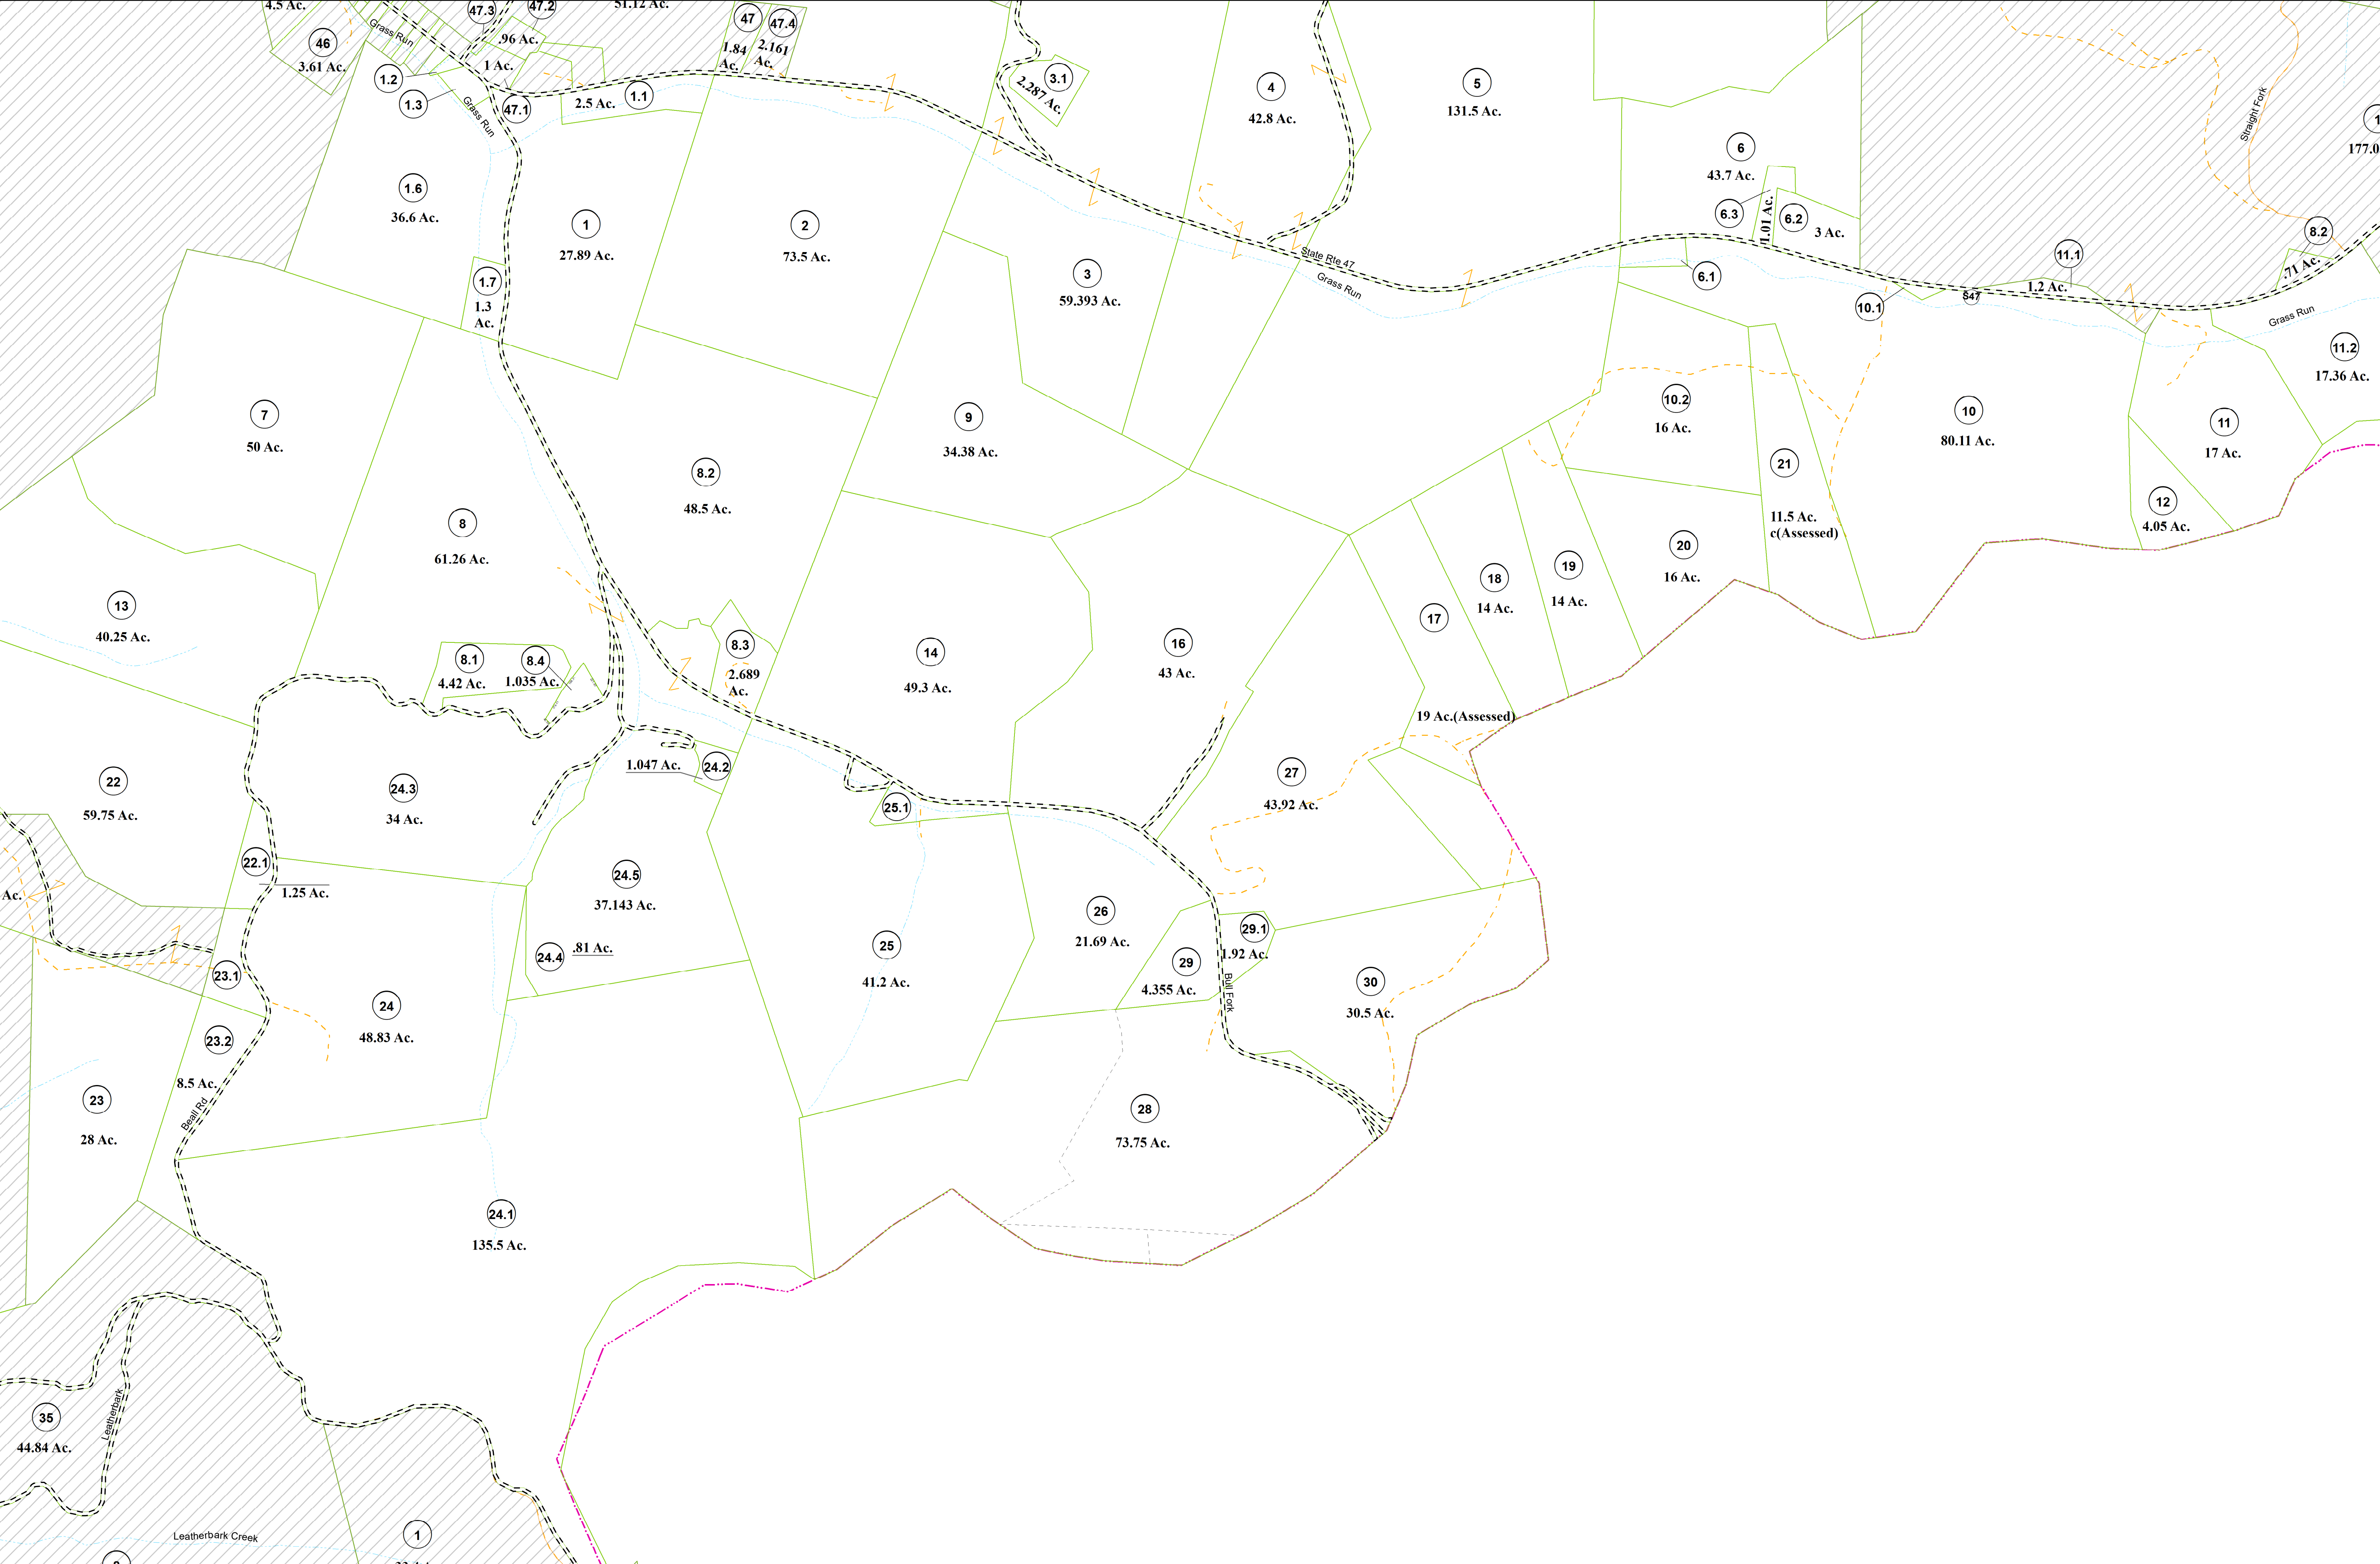 4.5 Ac.
47.3
47.2
51.12 Ac.
47
47.4
46
3.61 Ac.
Grass Run
.96 Ac.
1 Ac.
1.84
Ac.
2.161
Ac.
1.2
1.3
Grass Run
47.1
2.5 Ac.
1.1
3.1
2.287 Ac.
4
42.8 Ac.
5
131.5 Ac.
Straight Fork
177.0
6
43.7 Ac.
6.3
1.01 Ac.
6.2
3 Ac.
1.6
36.6 Ac.
1
27.89 Ac.
2
73.5 Ac.
8.2
.71 Ac.
11.1
1.2 Ac.
State Rte 47
Grass Run
6.1
10.1
S47
Grass Run
1.7
1.3
Ac.
3
59.393 Ac.
11.2
17.36 Ac.
7
50 Ac.
9
34.38 Ac.
10.2
16 Ac.
10
80.11 Ac.
11
17 Ac.
8.2
48.5 Ac.
21
11.5 Ac.
c(Assessed)
12
4.05 Ac.
8
61.26 Ac.
20
16 Ac.
19
14 Ac.
18
14 Ac.
17
19 Ac.(Assessed)
13
40.25 Ac.
8.1
4.42 Ac.
8.4
1.035 Ac.
8.3
2.689
Ac.
14
49.3 Ac.
16
43 Ac.
22
59.75 Ac.
24.3
34 Ac.
1.047 Ac.
24.2
25.1
27
43.92 Ac.
22.1
1.25 Ac.
Ac.
24.5
37.143 Ac.
24.4
.81 Ac.
25
41.2 Ac.
26
21.69 Ac.
29
4.355 Ac.
29.1
1.92 Ac.
Bull Fork
30
30.5 Ac.
23.1
24
48.83 Ac.
23.2
8.5 Ac.
Beall Rd
23
28 Ac.
28
73.75 Ac.
24.1
135.5 Ac.
35
44.84 Ac.
Leatherbark
Leatherbark Creek
1